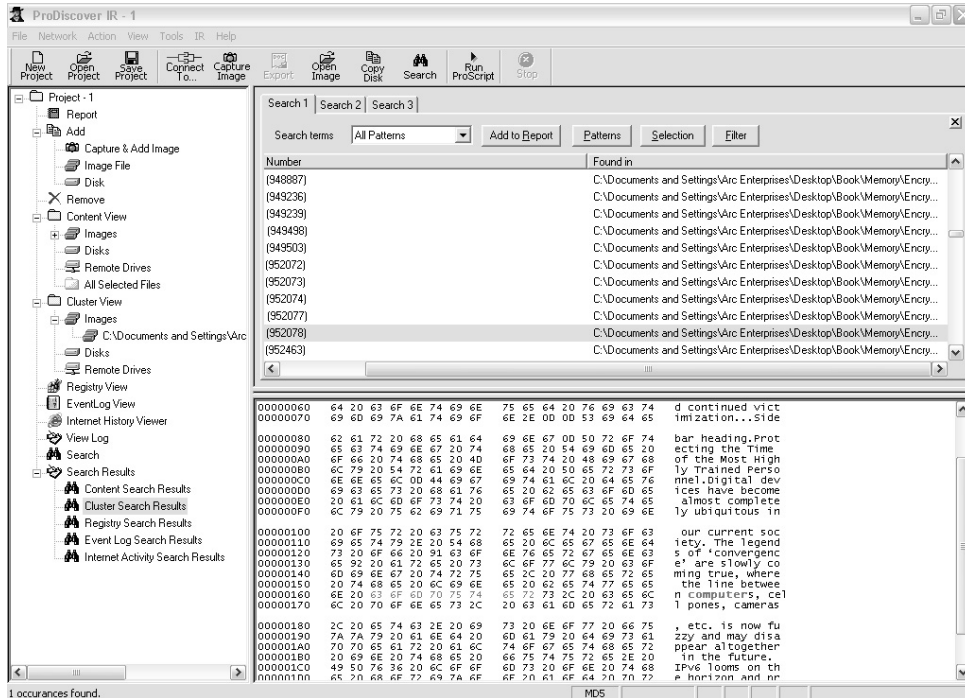 ProDiscover IR - 1
File Network Action View Tools IR Help
New Project
Open Project
Save Project
Connect To...
Capture Image
Export
Open Image
Copy Disk
Search
Run ProScript
Stop
Project - 1
Report
Add
Capture & Add Image
Image File
Disk
Remove
Content View
Images
Disks
Remote Drives
All Selected Files
Cluster View
Images
C:\Documents and Settings\Arc
Disks
Remote Drives
Registry View
EventLog View
Internet History Viewer
View Log
Search
Search Results
Content Search Results
Cluster Search Results
Registry Search Results
Event Log Search Results
Internet Activity Search Results
Search 1 Search 2 Search 3
Search terms All Patterns Add to Report Patterns Selection Filter
Number Found in
(948887) C:\Documents and Settings\Arc Enterprises\Desktop\Book\Memory\Encry...
(949236) C:\Documents and Settings\Arc Enterprises\Desktop\Book\Memory\Encry...
(949239) C:\Documents and Settings\Arc Enterprises\Desktop\Book\Memory\Encry...
(949498) C:\Documents and Settings\Arc Enterprises\Desktop\Book\Memory\Encry...
(949503) C:\Documents and Settings\Arc Enterprises\Desktop\Book\Memory\Encry...
(952072) C:\Documents and Settings\Arc Enterprises\Desktop\Book\Memory\Encry...
(952073) C:\Documents and Settings\Arc Enterprises\Desktop\Book\Memory\Encry...
(952074) C:\Documents and Settings\Arc Enterprises\Desktop\Book\Memory\Encry...
(952077) C:\Documents and Settings\Arc Enterprises\Desktop\Book\Memory\Encry...
(952078) C:\Documents and Settings\Arc Enterprises\Desktop\Book\Memory\Encry...
(952463) C:\Documents and Settings\Arc Enterprises\Desktop\Book\Memory\Encry...
00000060 64 20 63 6F 6E 74 69 6E 75 65 64 20 76 69 63 74 d continued vict
00000070 69 6D 69 7A 61 74 69 6F 6E 2E 0D 0D 53 69 64 65 imization...Side
00000080 62 61 72 20 68 65 61 64 69 6E 67 0D 50 72 6F 74 bar heading.Prot
00000090 65 63 74 69 6E 67 20 74 68 65 20 54 69 6D 65 20 ecting the Time
000000A0 6F 66 20 74 68 65 20 4D 6F 73 74 20 48 69 67 68 of the Most High
000000B0 6C 79 20 54 72 61 69 6E 65 64 20 50 65 72 73 6F ly Trained Perso
000000C0 6E 6E 65 6C 0D 44 69 67 69 74 61 6C 20 64 65 76 nnel.Digital dev
000000D0 69 63 65 73 20 68 61 76 65 20 62 65 63 6F 6D 65 ices have become
000000E0 20 61 6C 6D 6F 73 74 20 63 6F 6D 70 6C 65 74 65 almost complete
000000F0 6C 79 20 75 62 69 71 75 69 74 6F 75 73 20 69 6E ly ubiquitous in
00000100 20 6F 75 72 20 63 75 72 72 65 6E 74 20 73 6F 63 our current soc
00000110 69 65 74 79 2E 20 54 68 65 20 6C 65 67 65 6E 64 iety. The legend
00000120 73 20 6F 66 20 91 63 6F 6E 76 65 72 67 65 6E 63 s of ‘convergenc
00000130 65 92 20 61 72 65 20 73 6C 6F 77 6C 79 20 63 6F e’ are slowly co
00000140 6D 69 6E 67 20 74 72 75 65 2C 20 77 68 65 72 65 ming true, where
00000150 20 74 68 65 20 6C 69 6E 65 20 62 65 74 77 65 65 the line betwee
00000160 6E 20 63 6F 6D 70 75 74 65 72 73 2C 20 63 65 6C n computers, cel
00000170 6C 20 70 6F 6E 65 73 2C 20 63 61 6D 65 72 61 73 l pones, cameras
00000180 2C 20 65 74 63 2E 20 69 73 20 6E 6F 77 20 66 75 , etc. is now fu
00000190 7A 7A 79 20 61 6E 64 20 6D 61 79 20 64 69 73 61 zzy and may disa
000001A0 70 70 65 61 72 20 61 6C 74 6F 67 65 74 68 65 72 ppear altogether
000001B0 20 69 6E 20 74 68 65 20 66 75 74 75 72 65 2E 20 in the future.
000001C0 49 50 76 36 20 6C 6F 6F 6D 73 20 6F 6E 20 74 68 IPv6 looms on th
000001D0 65 20 68 6F 72 69 7A 6F 6E 20 61 6E 64 20 70 72 e horizon and pr
1 occurances found. MD5